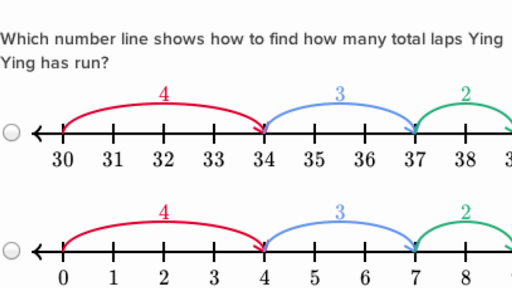 Which number line shows how to find how many total laps Ying
Ying has run?
4 3 2
30 31 32 33 34 35 36 37 38
4 3 2
0 1 2 3 4 5 6 7 8